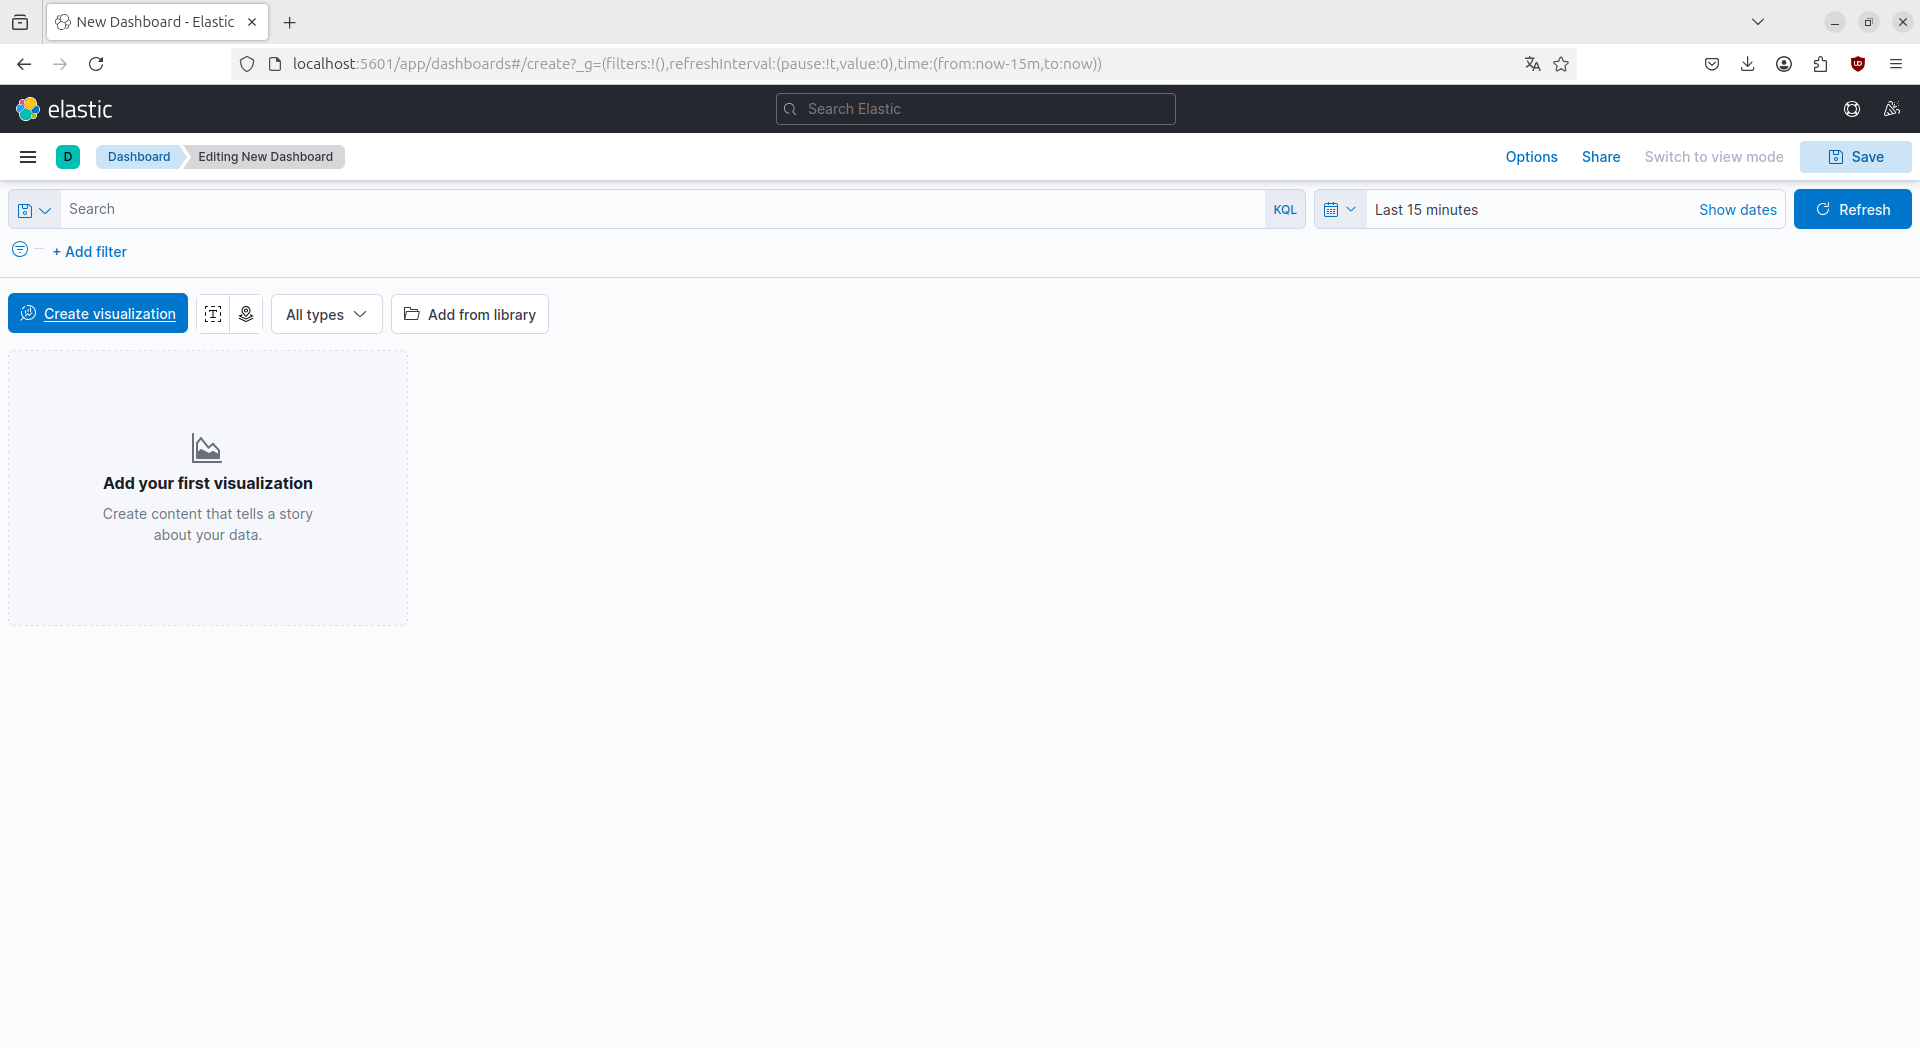 New Dashboard - Elastic
localhost:5601/app/dashboards#/create?_g=(filters:!(),refreshInterval:(pause:!t,value:0),time:(from:now-15m,to:now))
elastic
Search Elastic
D
Dashboard
Editing New Dashboard
Options
Share
Switch to view mode
Save
Search
KQL
Last 15 minutes
Show dates
Refresh
+ Add filter
Create visualization
All types
Add from library
Add your first visualization
Create content that tells a story
about your data.